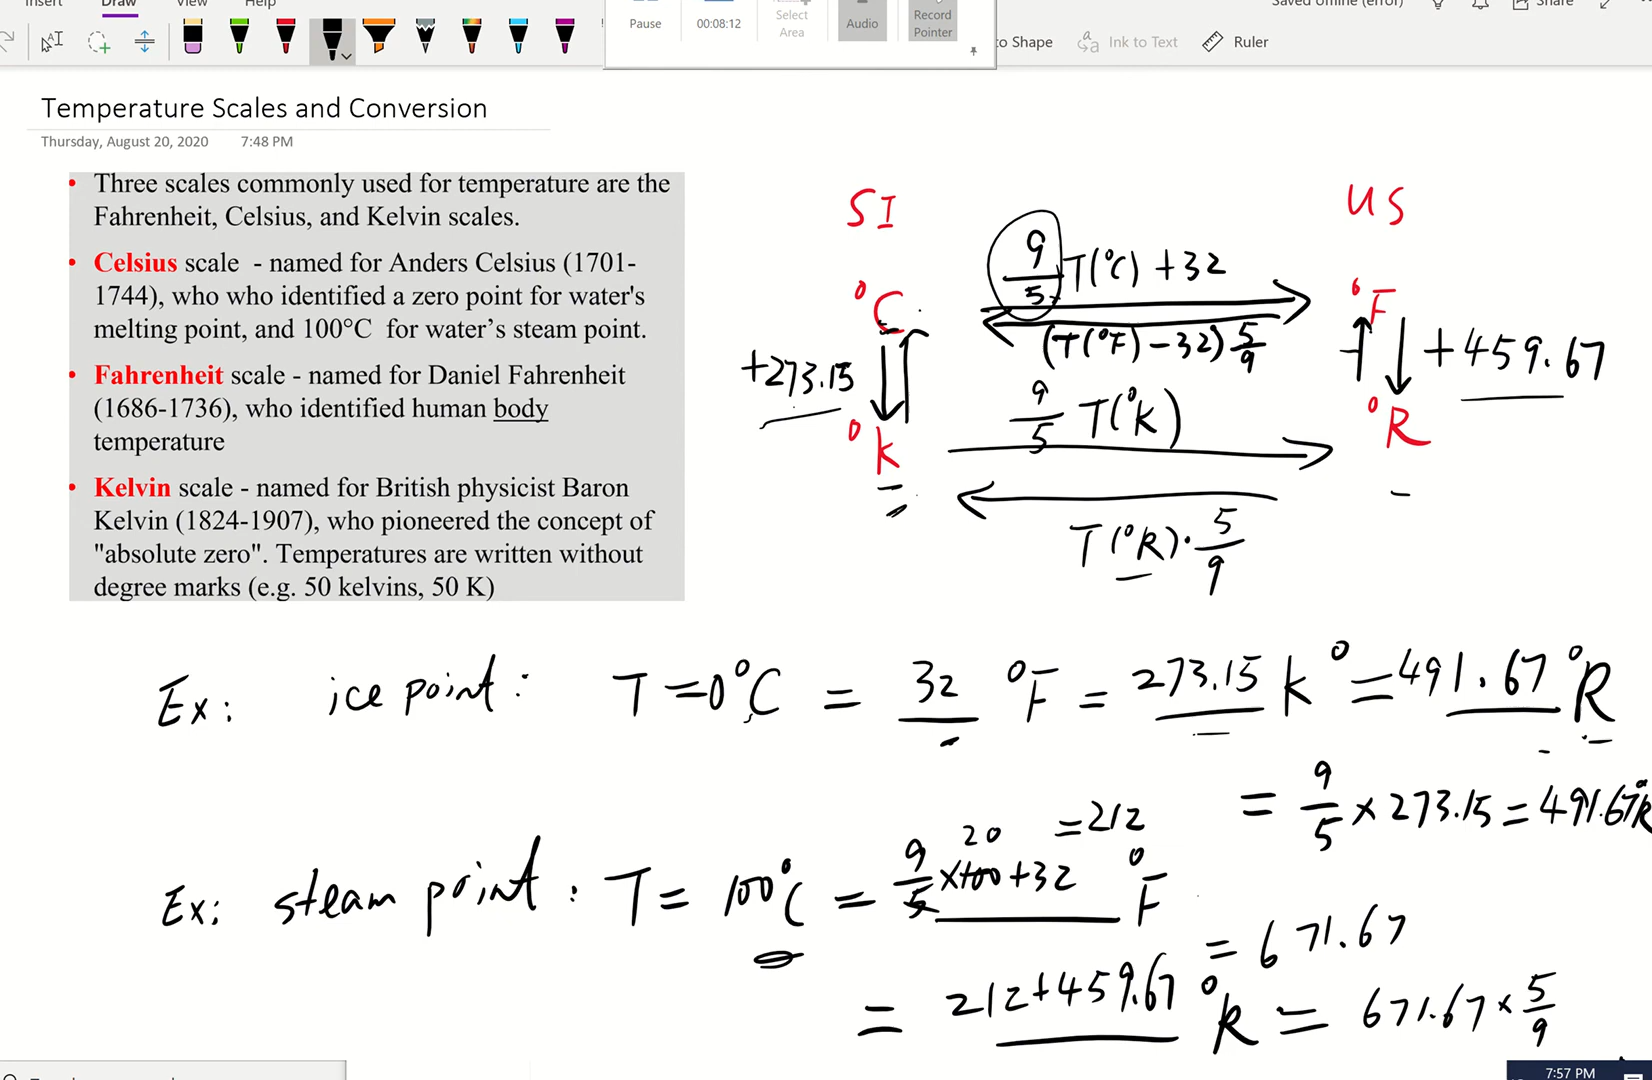 Insert Draw View Help
Pause 00:08:12 Select Area Audio Record Pointer
Saved offline (error) Share
to Shape Ink to Text Ruler
Temperature Scales and Conversion
Thursday, August 20, 2020 7:48 PM
• Three scales commonly used for temperature are the
Fahrenheit, Celsius, and Kelvin scales.
• Celsius scale - named for Anders Celsius (1701-
1744), who who identified a zero point for water's
melting point, and 100°C for water’s steam point.
• Fahrenheit scale - named for Daniel Fahrenheit
(1686-1736), who identified human body
temperature
• Kelvin scale - named for British physicist Baron
Kelvin (1824-1907), who pioneered the concept of
"absolute zero". Temperatures are written without
degree marks (e.g. 50 kelvins, 50 K)
SI US
9/5 T(°C) +32
°C °F
(T(°F) - 32) 5/9
+273.15 +459.67
9/5 T(°K)
°K °R
T(°R) · 5/9
Ex: ice point: T = 0°C = 32 °F = 273.15 K° = 491.67 °R
= 9/5 × 273.15 = 491.67°R
20 = 212
Ex: steam point: T = 100°C = 9/5 × 100 + 32 °F
= 671.67
= 212+459.67 °R = 671.67 × 5/9
7:57 PM